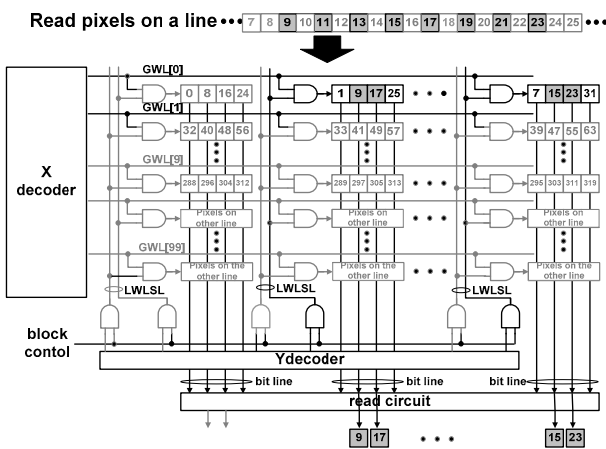 Read pixels on a line ••• 7 8 9 10 11 12 13 14 15 16 17 18 19 20 21 22 23 24 25 •••
GWL[0]
0 8 16 24 1 9 17 25 • • • 7 15 23 31
GWL[1]
32 40 48 56 33 41 49 57 • • • 39 47 55 63
X decoder
GWL[9]
288 296 304 312 289 297 305 313 • • • 295 303 311 319
Pixels on other line Pixels on other line • • • Pixels on other line
GWL[99]
Pixels on the other line Pixels on the other line • • • Pixels on the other line
LWLSL LWLSL LWLSL
block contol
Ydecoder
bit line bit line bit line
read circuit
9 17 • • • 15 23